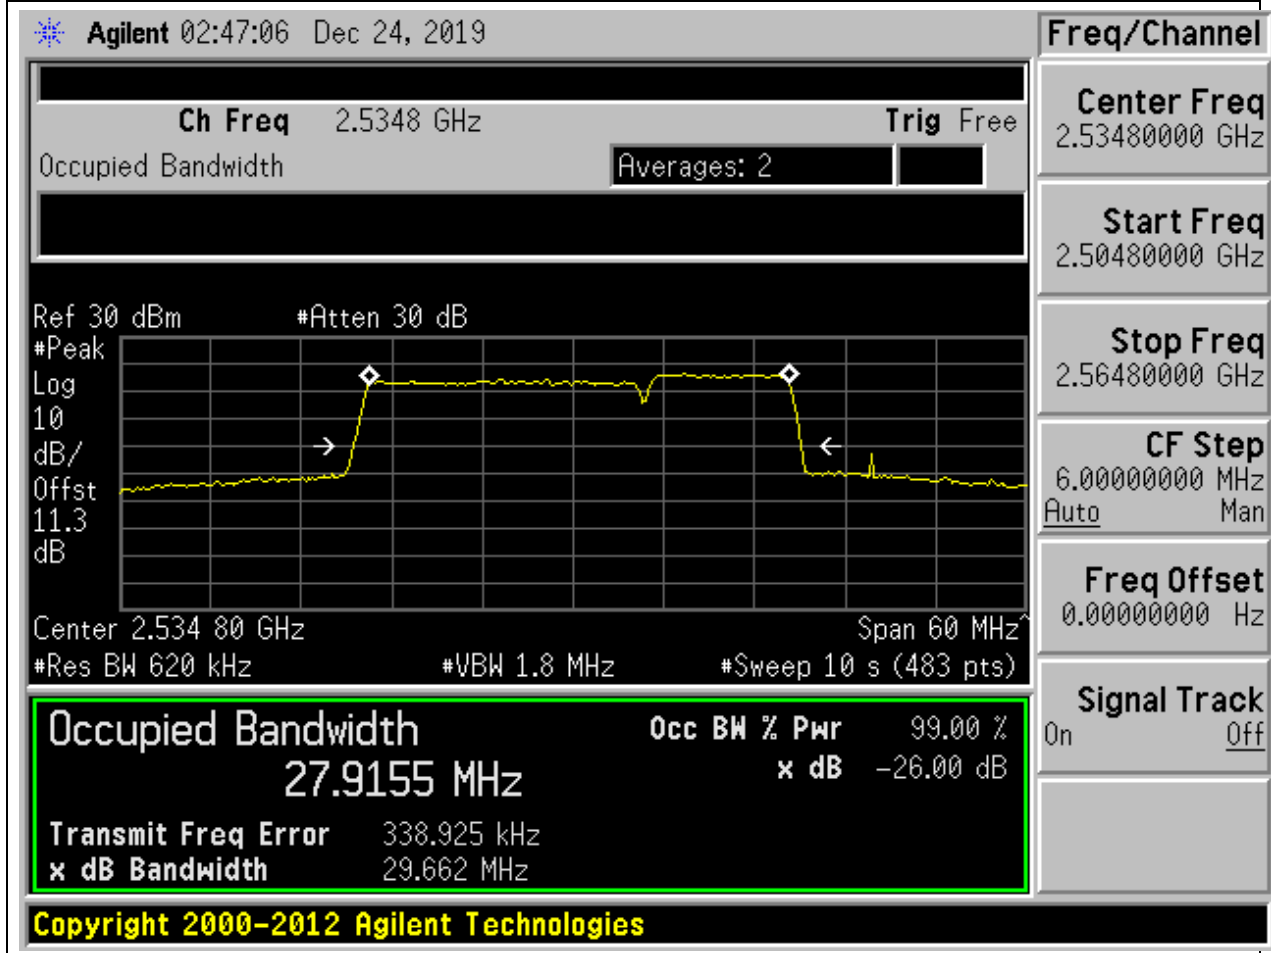 Agilent 02:47:06 Dec 24, 2019
Freq/Channel
Ch Freq 2.5348 GHz Trig Free
Occupied Bandwidth Averages: 2
Center Freq
2.53480000 GHz
Start Freq
2.50480000 GHz
Stop Freq
2.56480000 GHz
CF Step
6.00000000 MHz
Auto Man
Freq Offset
0.00000000 Hz
Signal Track
On Off
Ref 30 dBm #Atten 30 dB
#Peak
Log
10
dB/
Offst
11.3
dB
Center 2.534 80 GHz Span 60 MHz^
#Res BW 620 kHz #VBW 1.8 MHz #Sweep 10 s (483 pts)
Occupied Bandwidth Occ BW % Pwr 99.00 %
27.9155 MHz x dB -26.00 dB
Transmit Freq Error 338.925 kHz
x dB Bandwidth 29.662 MHz
Copyright 2000-2012 Agilent Technologies